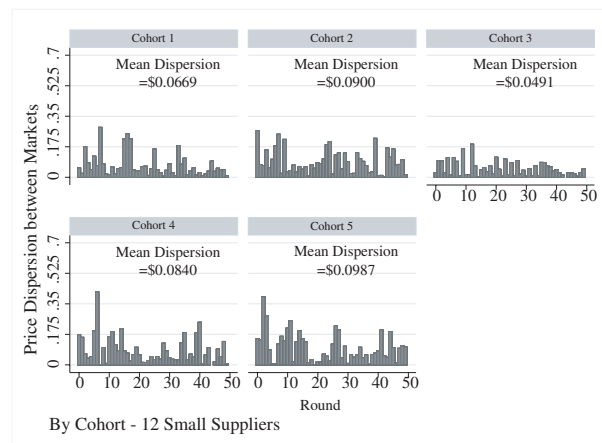 Cohort 1 Cohort 2 Cohort 3
Mean Dispersion Mean Dispersion Mean Dispersion
=$0.0669 =$0.0900 =$0.0491
0 .175 .35 .525 .7
0 10 20 30 40 50
Cohort 4 Cohort 5
Mean Dispersion Mean Dispersion
=$0.0840 =$0.0987
0 .175 .35 .525 .7
0 10 20 30 40 50 0 10 20 30 40 50
Price Dispersion between Markets
Round
By Cohort - 12 Small Suppliers